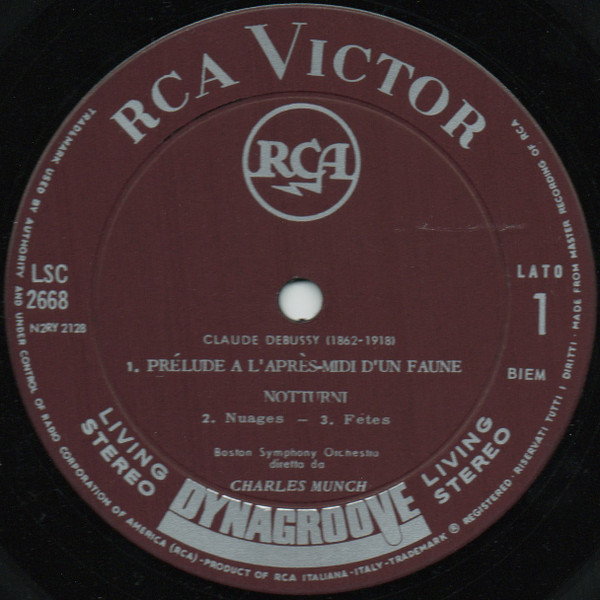 RCA VICTOR
RCA
LSC
2668
N2RY 2128
LATO
1
BIEM
CLAUDE DEBUSSY (1862-1918)
1. PRÉLUDE A L'APRÈS-MIDI D'UN FAUNE
NOTTURNI
2. Nuages – 3. Fétes
Boston Symphony Orchestra
diretta da
CHARLES MUNCH
LIVING
STEREO
DYNAGROOVE
LIVING
STEREO
TRADEMARK USED BY AUTHORITY AND UNDER CONTROL OF RADIO CORPORATION OF AMERICA (RCA) - PRODUCT OF RCA ITALIANA - ITALY - TRADEMARK ® REGISTERED · RISERVATI TUTTI I DIRITTI · MADE FROM MASTER RECORDING OF RCA